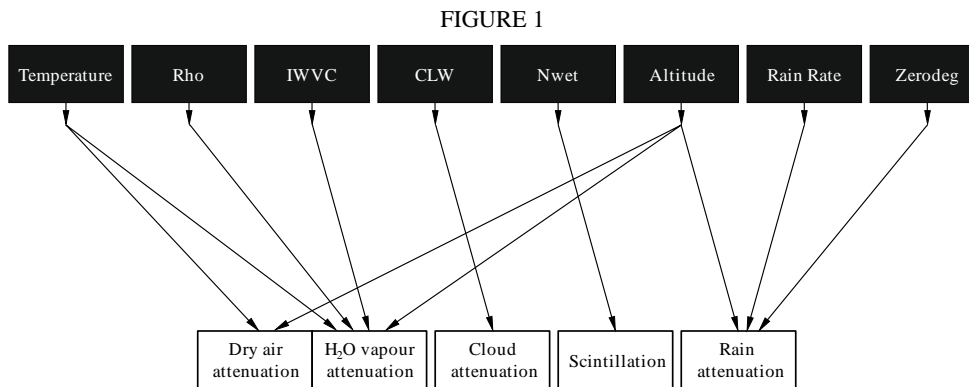 FIGURE 1
Temperature
Rho
IWVC
CLW
Nwet
Altitude
Rain Rate
Zerodeg
Dry air
attenuation
H₂O vapour
attenuation
Cloud
attenuation
Scintillation
Rain
attenuation